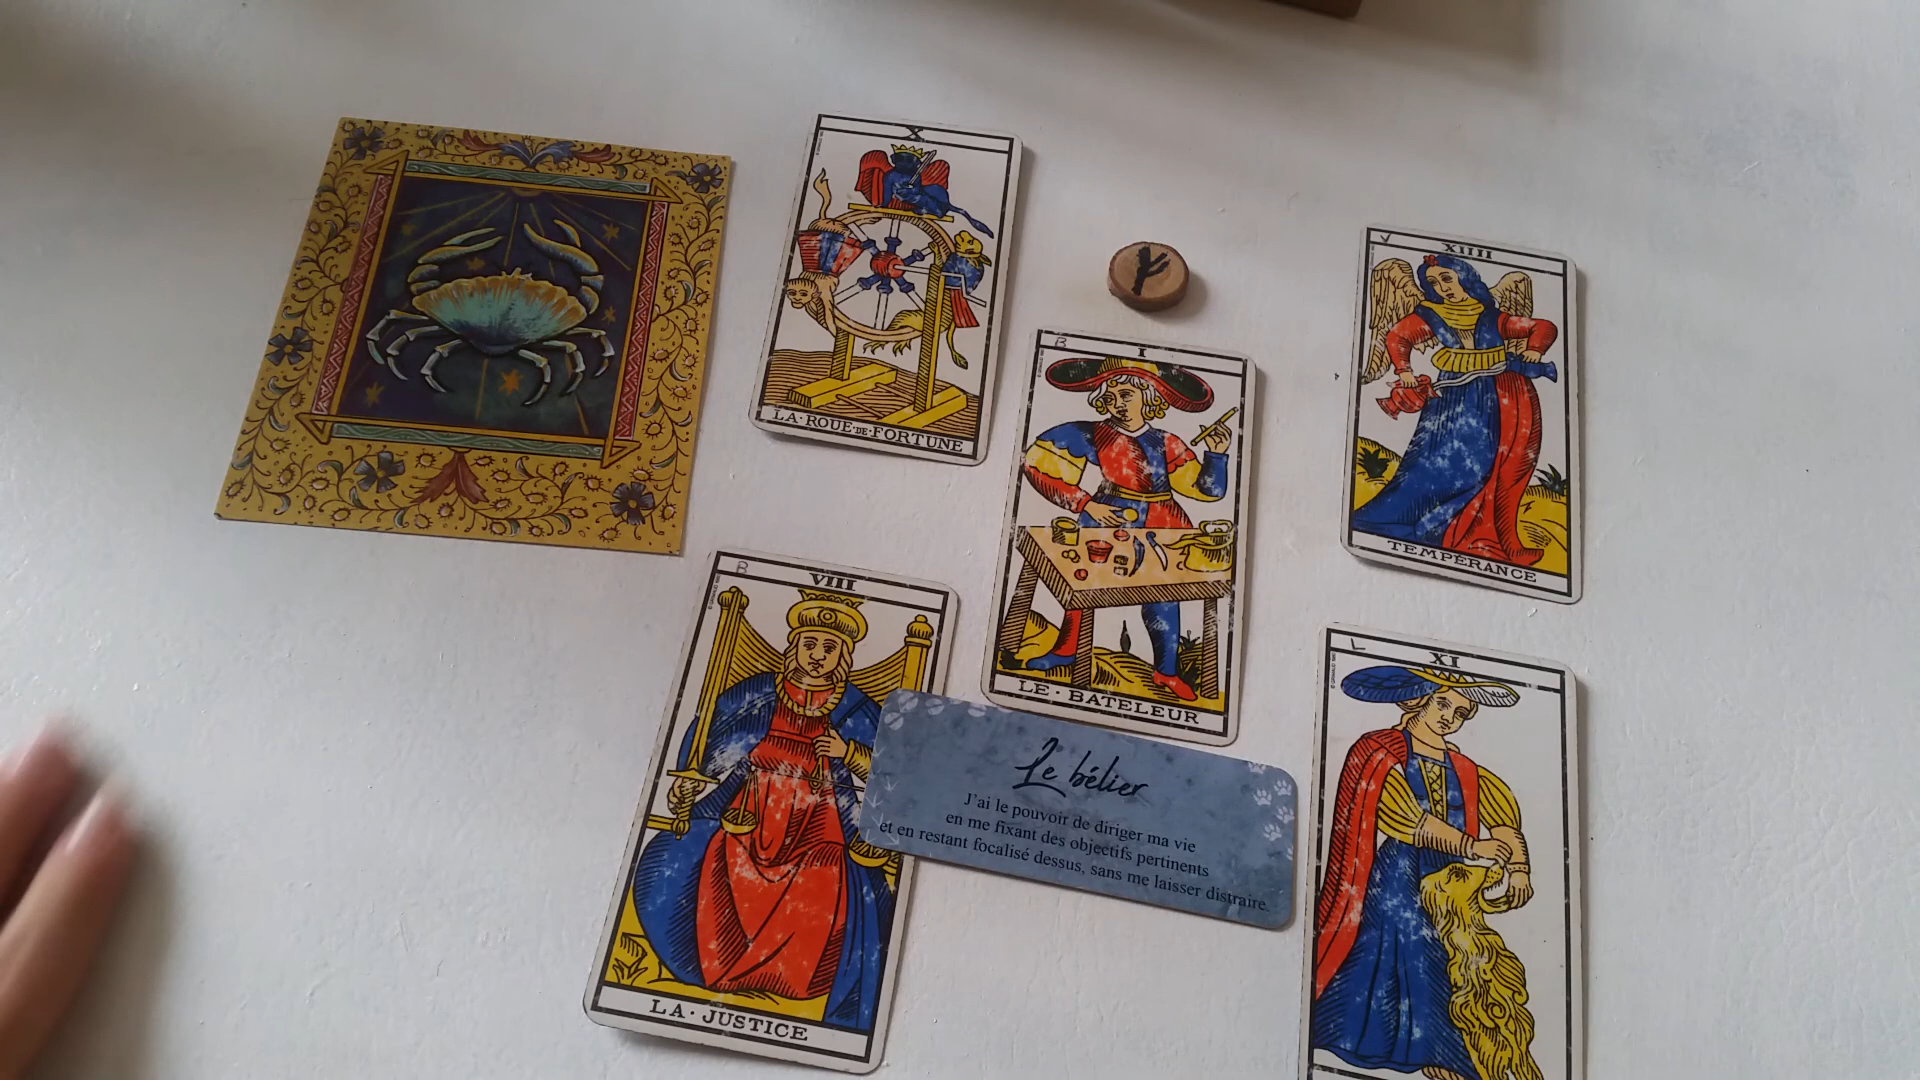 X
LA·ROUE·DE·FORTUNE
B
I
LE·BATELEUR
V
XIIII
TEMPÉRANCE
B
VIII
LA·JUSTICE
Le bélier
J'ai le pouvoir de diriger ma vie
en me fixant des objectifs pertinents
et en restant focalisé dessus, sans me laisser distraire.
L
XI